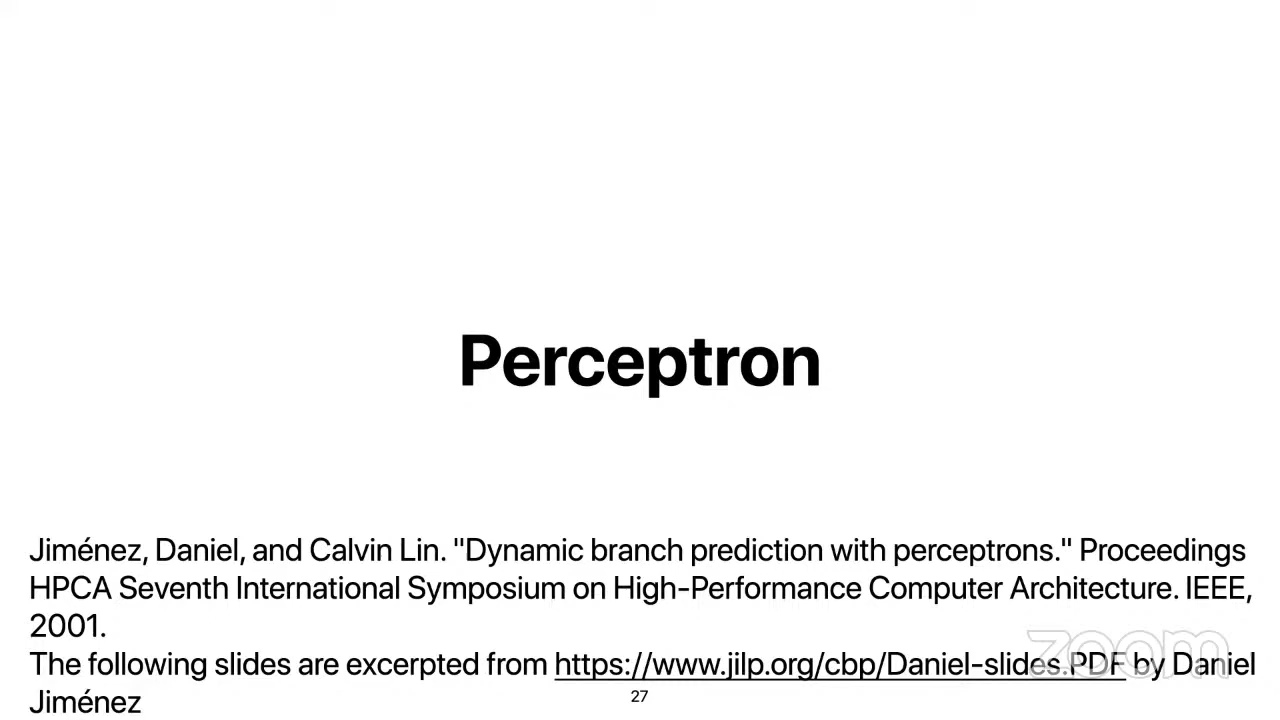 Perceptron
Jiménez, Daniel, and Calvin Lin. "Dynamic branch prediction with perceptrons." Proceedings
HPCA Seventh International Symposium on High-Performance Computer Architecture. IEEE,
2001.
The following slides are excerpted from https://www.jilp.org/cbp/Daniel-slides.PDF by Daniel
Jiménez
27
zoom